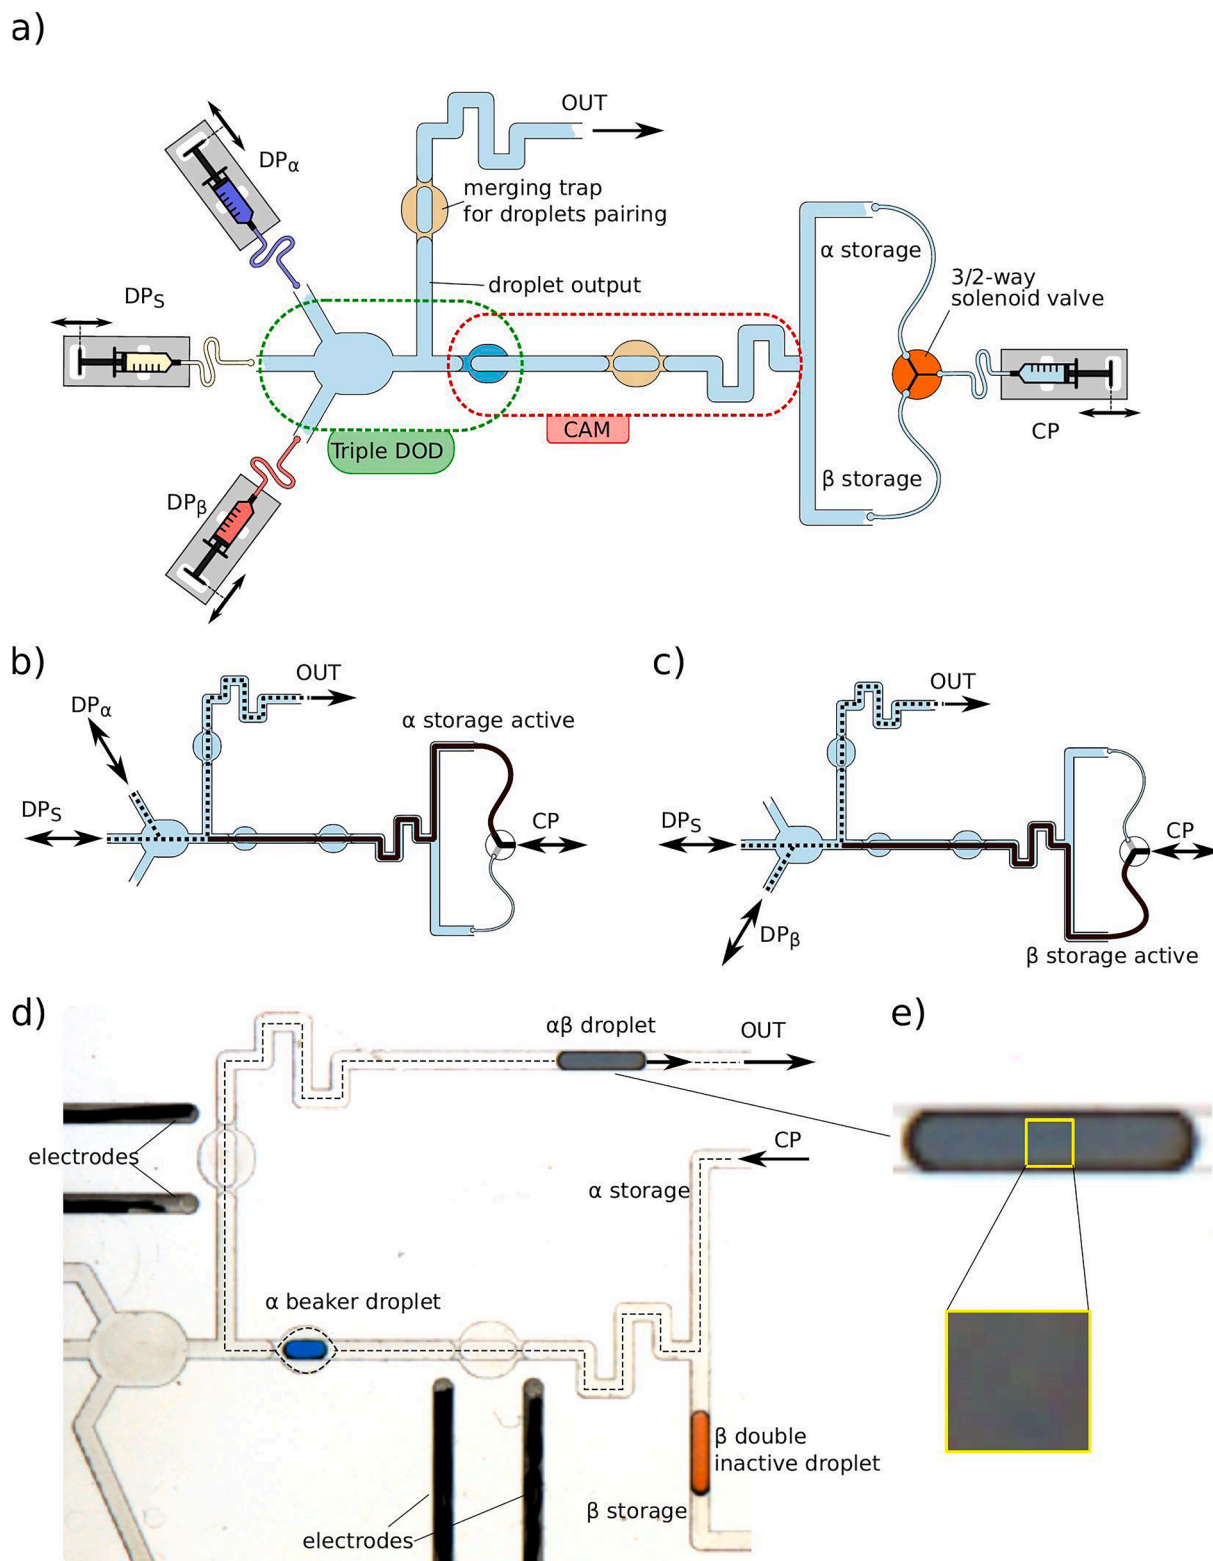 a)
OUT
DPα
merging trap
for droplets pairing
α storage
3/2-way
solenoid valve
droplet output
DPS
CP
CAM
Triple DOD
β storage
DPβ
b)
OUT
DPα
α storage active
DPS
CP
c)
OUT
DPS
CP
DPβ
β storage active
d)
αβ droplet
OUT
electrodes
CP
α storage
α beaker droplet
β double
inactive droplet
β storage
electrodes
e)